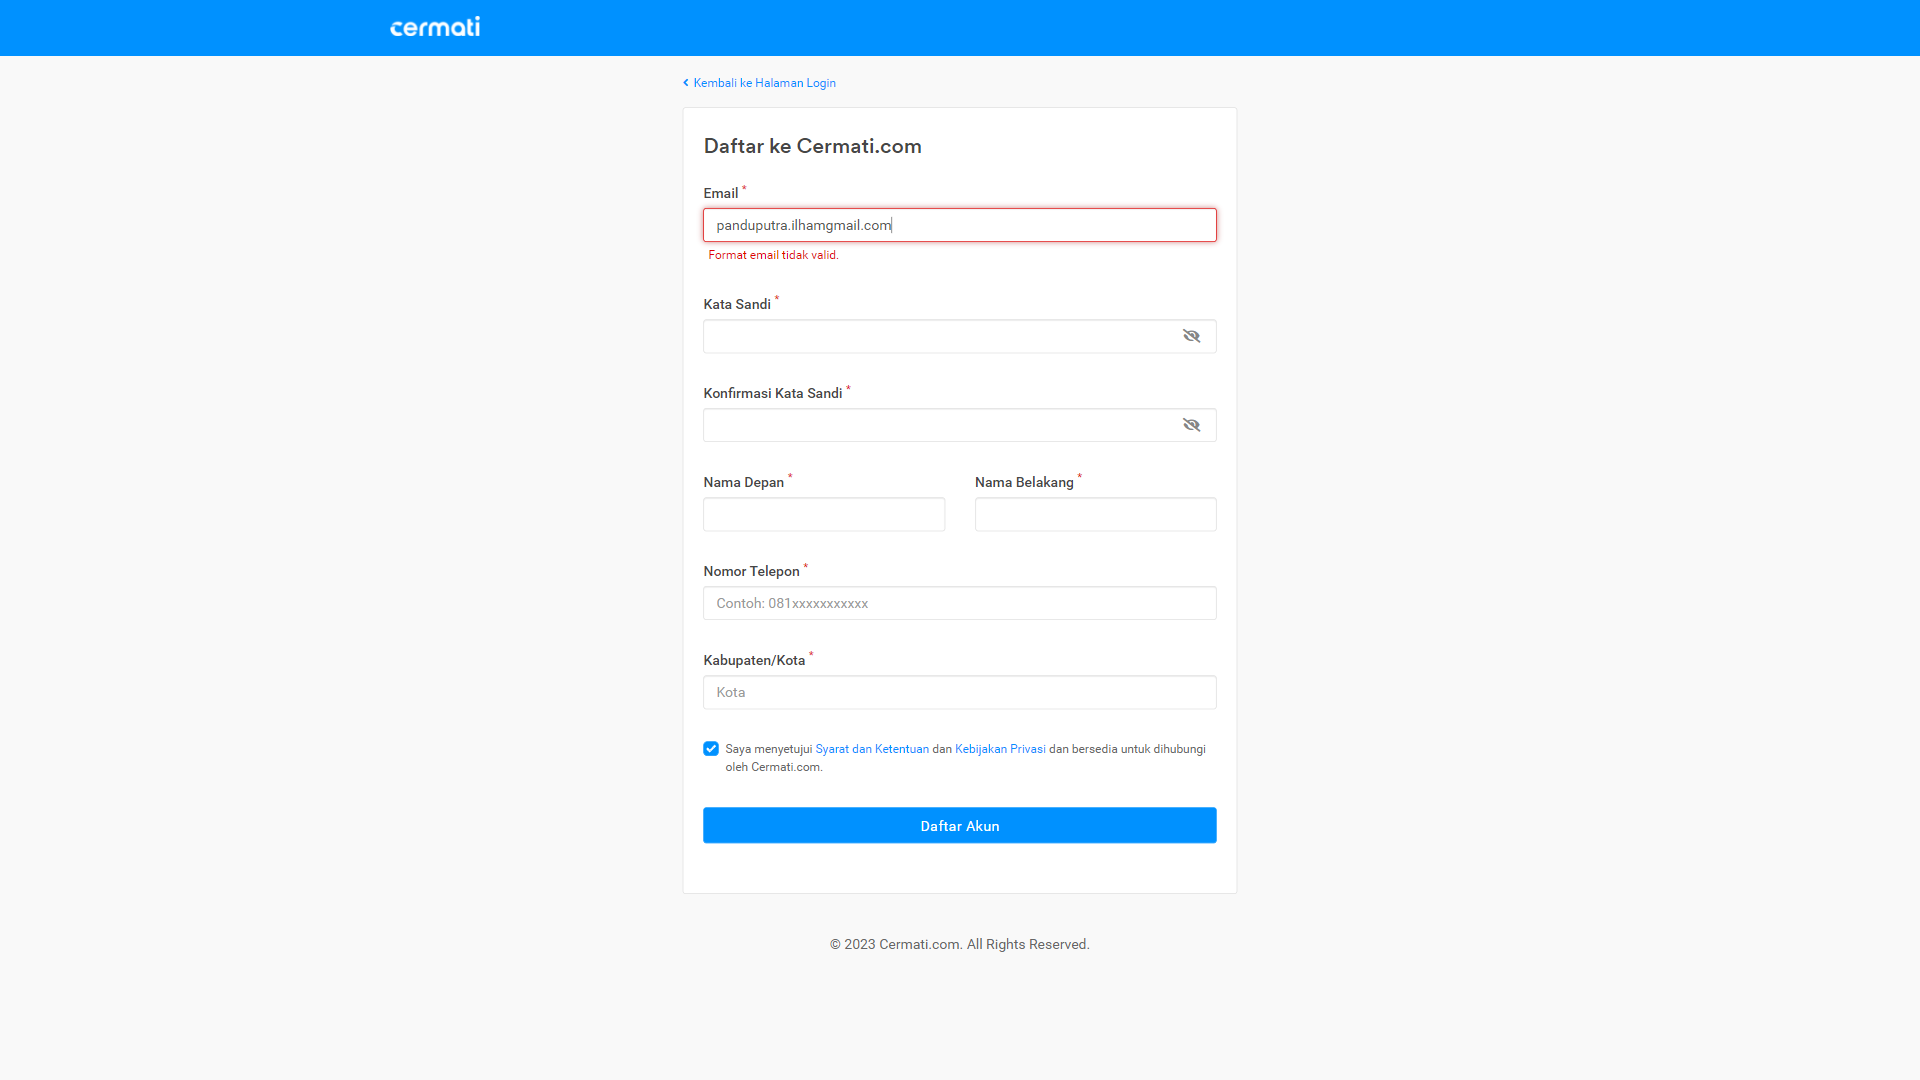 cermati
Kembali ke Halaman Login
Daftar ke Cermati.com
Email *
panduputra.ilhamgmail.com
Format email tidak valid.
Kata Sandi *
Konfirmasi Kata Sandi *
Nama Depan *
Nama Belakang *
Nomor Telepon *
Contoh: 081xxxxxxxxxxx
Kabupaten/Kota *
Kota
Saya menyetujui Syarat dan Ketentuan dan Kebijakan Privasi dan bersedia untuk dihubungi
oleh Cermati.com.
Daftar Akun
© 2023 Cermati.com. All Rights Reserved.